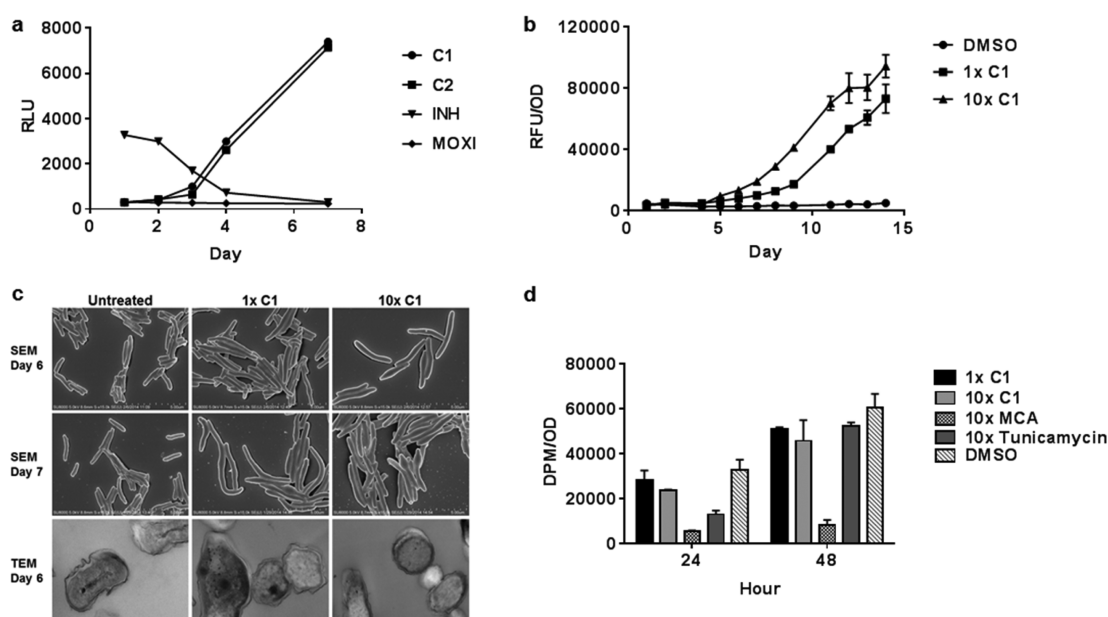 a
8000
6000
4000
2000
0
RLU
0 2 4 6 8
Day
C1
C2
INH
MOXI
b
120000
80000
40000
0
RFU/OD
0 5 10 15
Day
DMSO
1x C1
10x C1
c
Untreated 1x C1 10x C1
SEM
Day 6
SEM
Day 7
TEM
Day 6
d
80000
60000
40000
20000
0
DPM/OD
24 48
Hour
1x C1
10x C1
10x MCA
10x Tunicamycin
DMSO